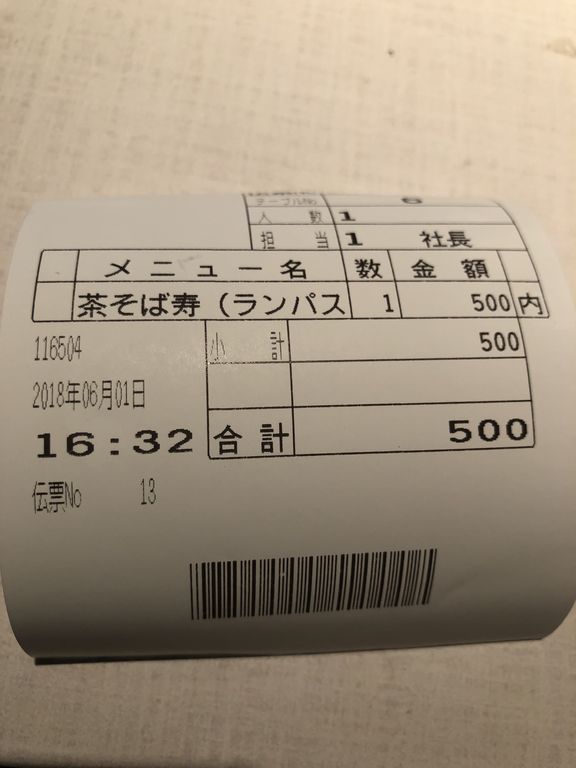 テーブルNo 6
人数 1
担当 1 社長
メニュー名 数 金額
茶そば寿（ランパス 1 500 内
116504 小計 500
2018年06月01日
16:32 合計 500
伝票No 13